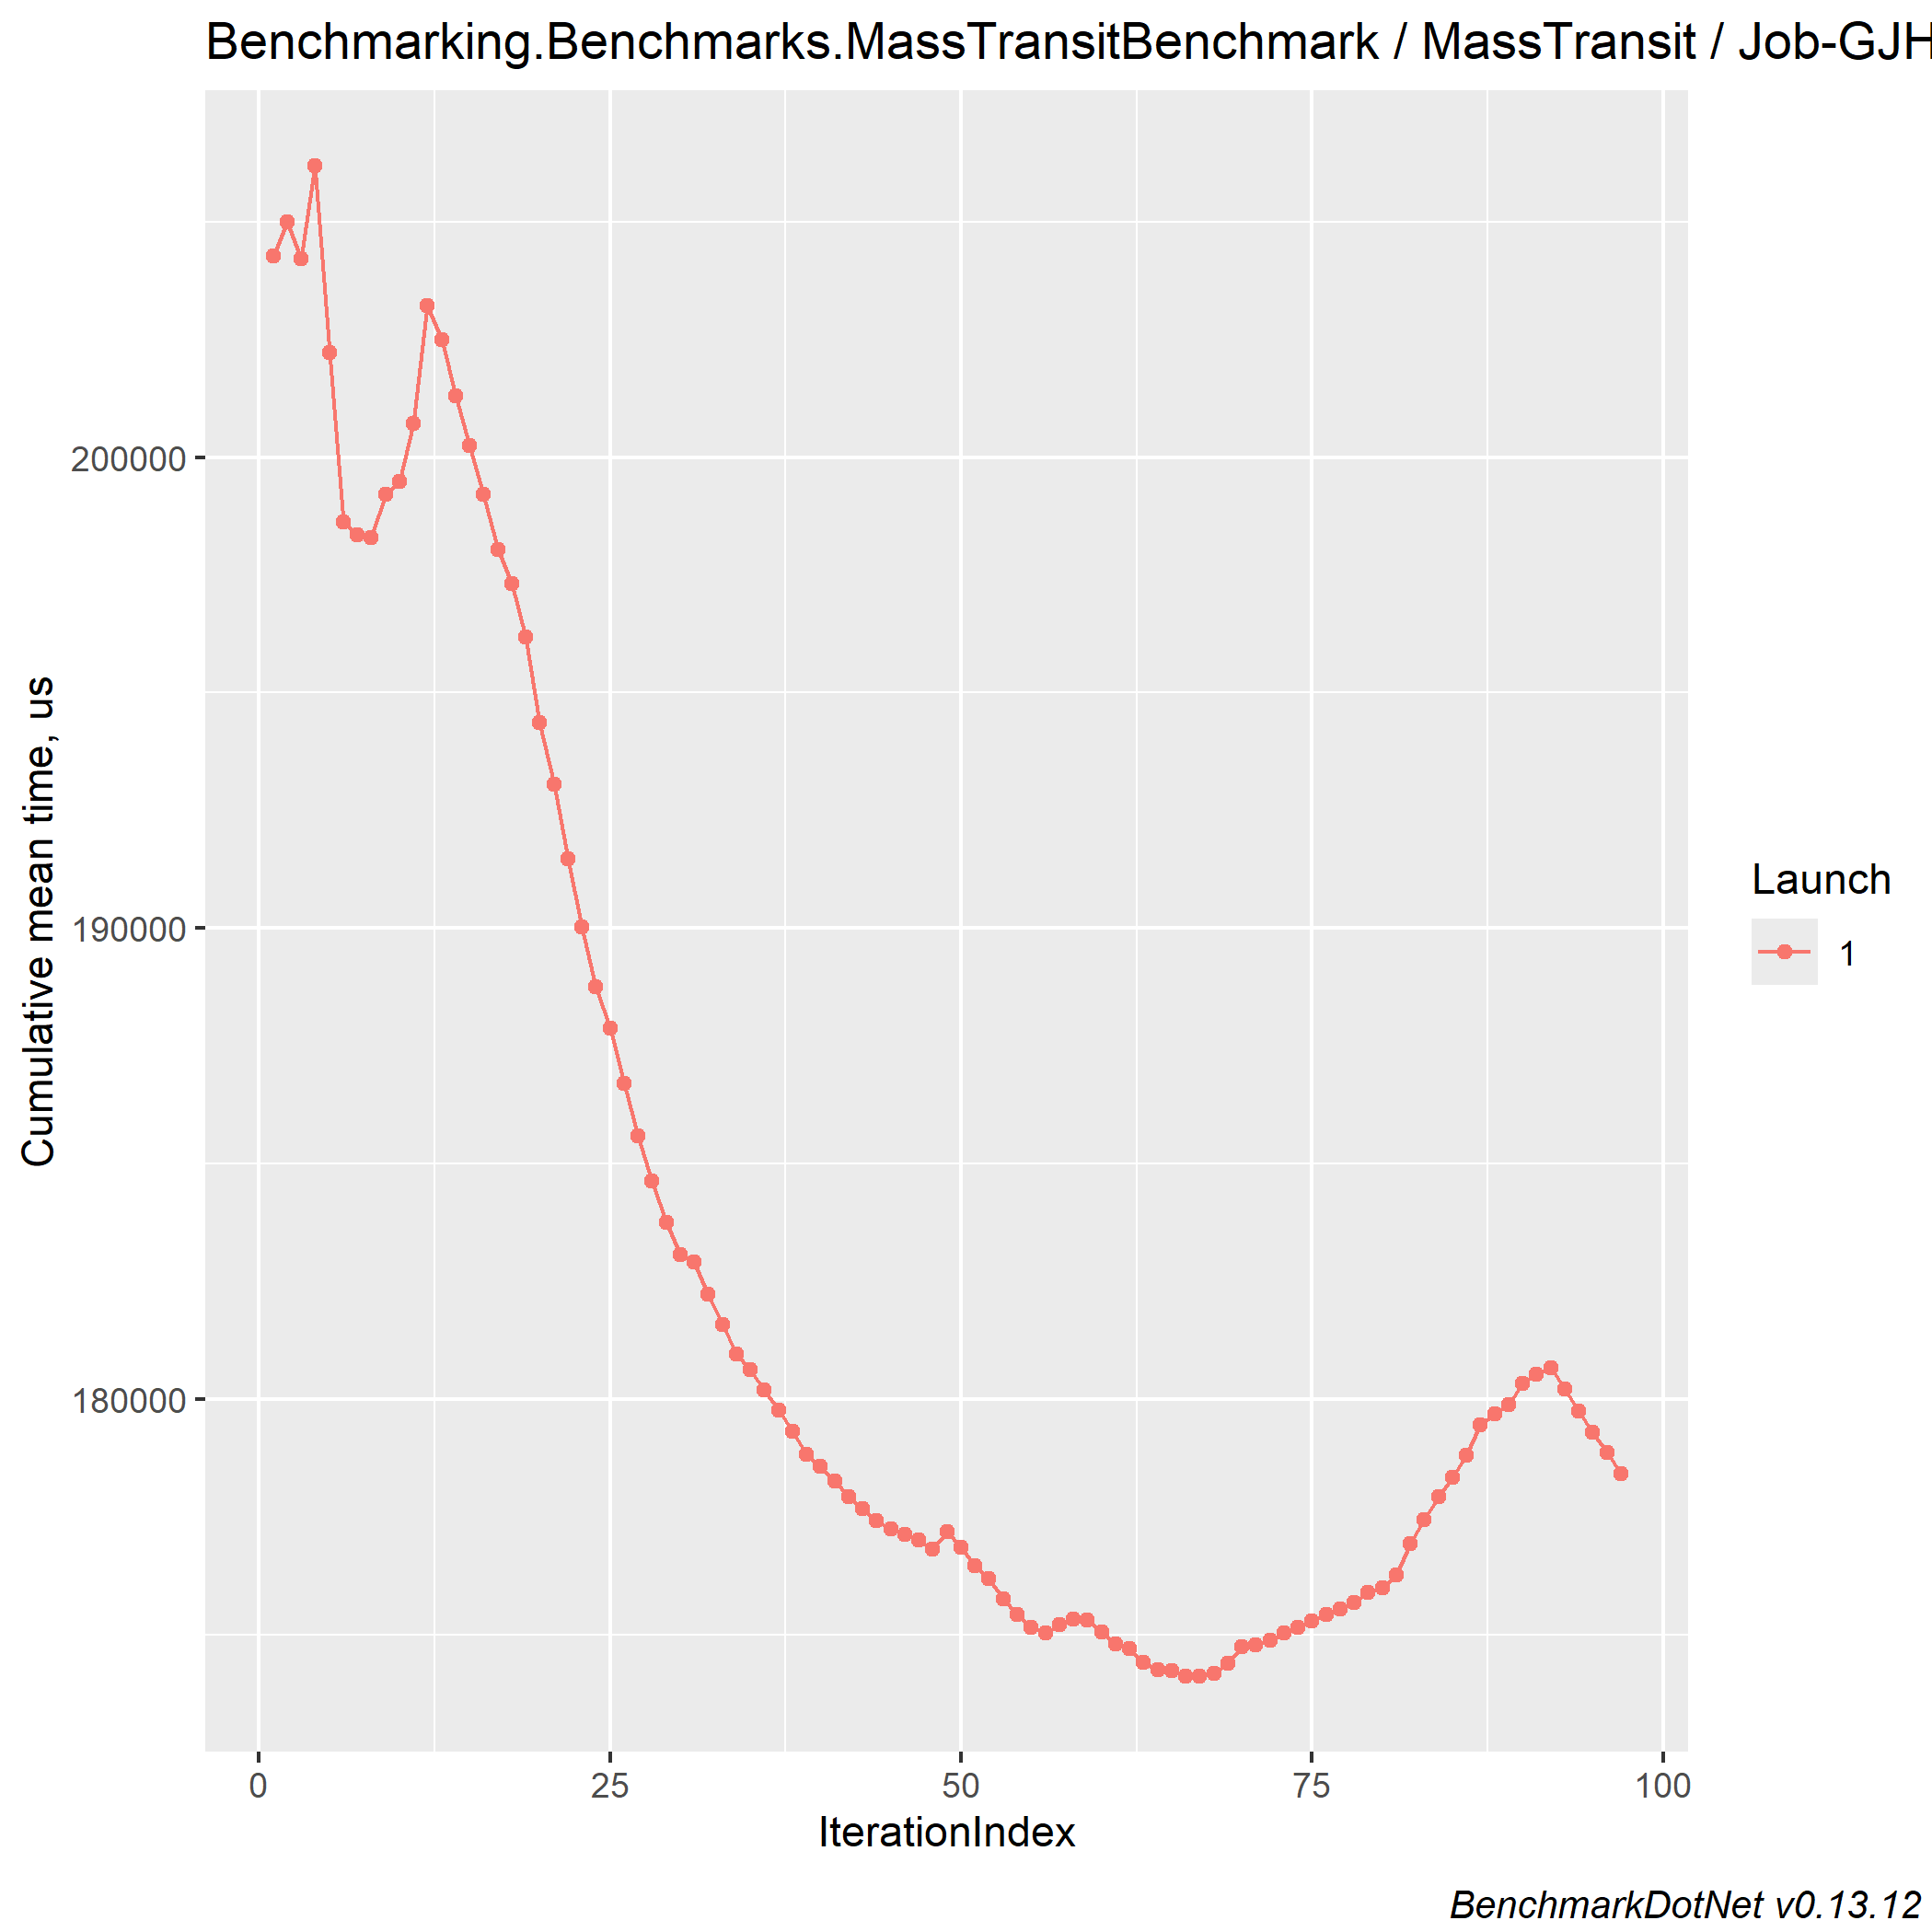 Benchmarking.Benchmarks.MassTransitBenchmark / MassTransit / Job-GJH
200000
190000
180000
Cumulative mean time, us
Launch
1
0 25 50 75 100
IterationIndex
BenchmarkDotNet v0.13.12